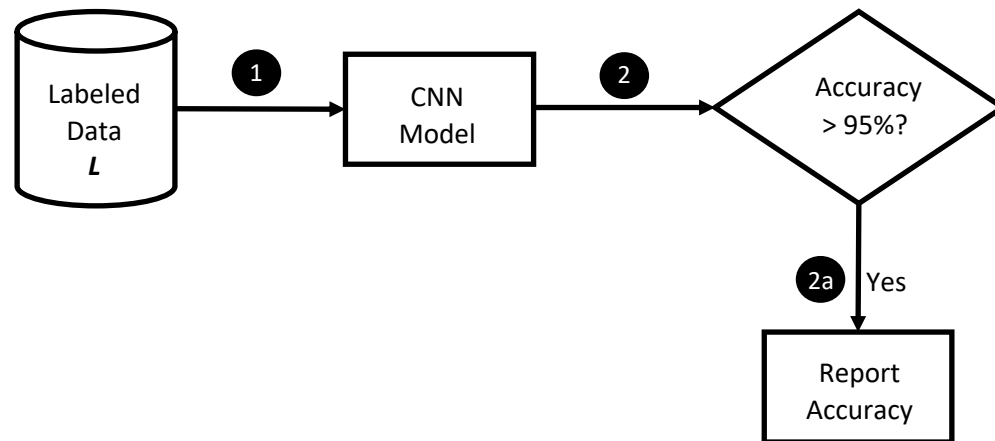 Labeled
Data
L
1
CNN
Model
2
Accuracy
> 95%?
2a
Yes
Report
Accuracy